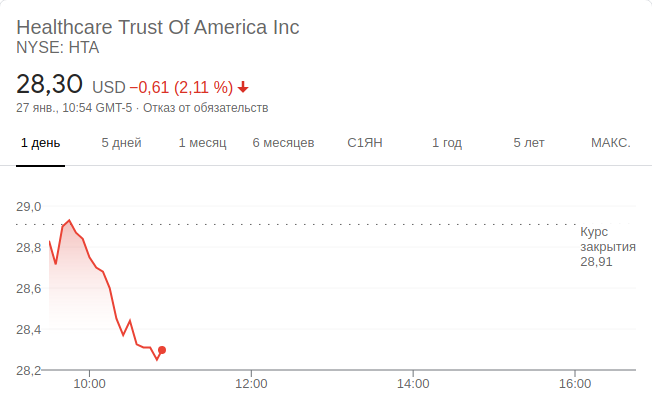 Healthcare Trust Of America Inc
NYSE: HTA
28,30 USD −0,61 (2,11 %)
27 янв., 10:54 GMT-5 · Отказ от обязательств
1 день 5 дней 1 месяц 6 месяцев С1ЯН 1 год 5 лет МАКС.
29,0
Курс
закрытия
28,91
28,8
28,6
28,4
28,2
10:00 12:00 14:00 16:00